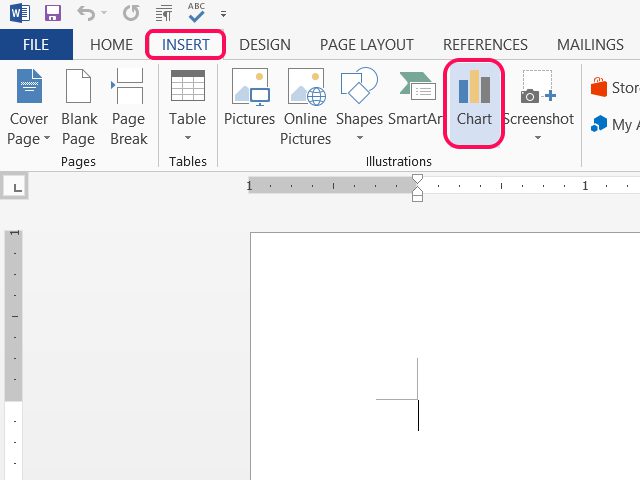 ABC
FILE HOME INSERT DESIGN PAGE LAYOUT REFERENCES MAILINGS
Cover Page Blank Page Page Break Table Pictures Online Pictures Shapes SmartArt Chart Screenshot Store
My A
Pages Tables Illustrations
L 1 1
1